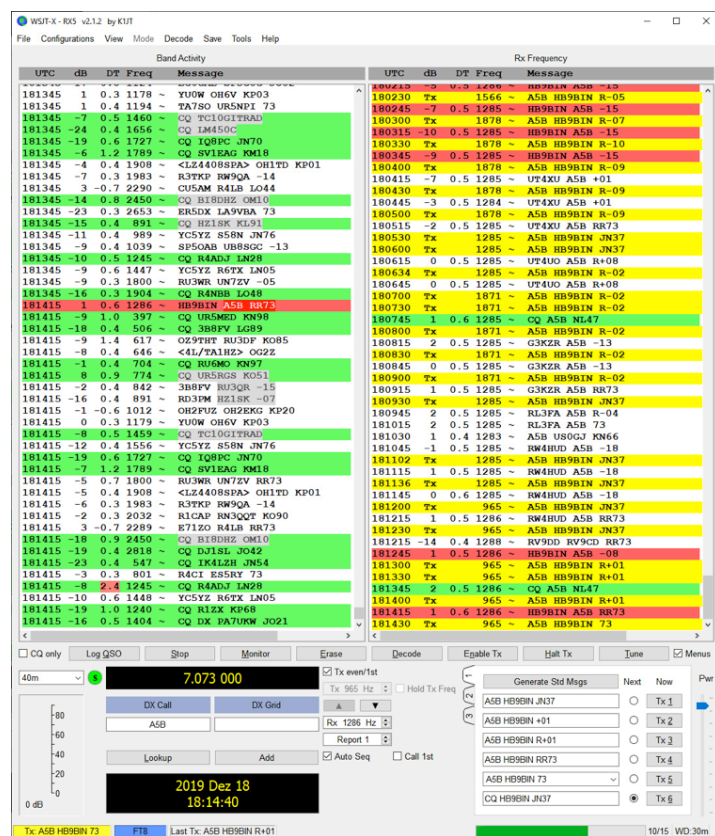 WSJT-X - RX5 v2.1.2 by K1JT
File Configurations View Mode Decode Save Tools Help
Band Activity
UTC dB DT Freq Message
181345 1 0.3 1178 ~ YU0W OH6V KP03
181345 1 0.4 1194 ~ TA7SO UR5NPI 73
181345 -7 0.5 1460 ~ CQ TC10GITRAD
181345 -24 0.4 1656 ~ CQ LM450C
181345 -19 0.6 1727 ~ CQ IQ8PC JN70
181345 -6 1.2 1789 ~ CQ SV1EAG KM18
181345 -4 0.4 1908 ~ <LZ4408SPA> OH1TD KP01
181345 -7 0.3 1983 ~ R3TKP RW9QA -14
181345 3 -0.7 2290 ~ CU5AM R4LB LO44
181345 -14 0.8 2450 ~ CQ BI8DHZ OM10
181345 -23 0.3 2653 ~ ER5DX LA9VBA 73
181345 -15 0.4 891 ~ CQ HZ1SK KL91
181345 -11 0.4 989 ~ YC5YZ S58N JN76
181345 -9 0.4 1039 ~ SP5OAB UB8SGC -13
181345 -10 0.5 1245 ~ CQ R4ADJ LN28
181345 -9 0.6 1447 ~ YC5YZ R6TX LN05
181345 -9 0.3 1800 ~ RU3WR UN7ZV -05
181345 -16 0.3 1904 ~ CQ R4NBB LO48
181415 1 0.6 1286 ~ HB9BIN A5B RR73
181415 -9 1.0 397 ~ CQ UR5MED KN98
181415 -18 0.4 506 ~ CQ 3B8FV LG89
181415 -9 1.4 617 ~ OZ9THT RU3DF KO85
181415 -8 0.4 646 ~ <4L/TA1HZ> OG2Z
181415 -1 0.4 704 ~ CQ RU6MO KN97
181415 8 0.9 774 ~ CQ UR5RGS KO51
181415 -2 0.4 842 ~ 3B8FV RU3QR -15
181415 -16 0.4 891 ~ RD3PM HZ1SK -07
181415 -1 -0.6 1012 ~ OH2FUZ OH2EKG KP20
181415 0 0.3 1179 ~ YU0W OH6V KP03
181415 -8 0.5 1459 ~ CQ TC10GITRAD
181415 -12 0.4 1556 ~ YC5YZ S58N JN76
181415 -19 0.6 1727 ~ CQ IQ8PC JN70
181415 -7 1.2 1789 ~ CQ SV1EAG KM18
181415 -5 0.7 1800 ~ RU3WR UN7ZV RR73
181415 -5 0.4 1908 ~ <LZ4408SPA> OH1TD KP01
181415 -6 0.3 1983 ~ R3TKP RW9QA -14
181415 -2 0.3 2032 ~ R1CAP RN3QQT KO90
181415 3 -0.7 2289 ~ E71ZO R4LB RR73
181415 -18 0.9 2450 ~ CQ BI8DHZ OM10
181415 -19 0.4 2818 ~ CQ DJ1SL JO42
181415 -23 0.4 547 ~ CQ IK4LZH JN54
181415 -3 0.3 801 ~ R4CI ES5RY 73
181415 -8 2.4 1245 ~ CQ R4ADJ LN28
181415 -10 0.6 1448 ~ YC5YZ R6TX LN05
181415 -19 1.0 1240 ~ CQ R1ZX KP68
181415 -16 0.5 1404 ~ CQ DX PA7UKW JO21
Rx Frequency
UTC dB DT Freq Message
180215 -5 0.5 1286 ~ HB9BIN A5B -15
180230 Tx 1566 ~ A5B HB9BIN R-05
180245 -7 0.5 1285 ~ HB9BIN A5B -15
180300 Tx 1878 ~ A5B HB9BIN R-07
180315 -10 0.5 1285 ~ HB9BIN A5B -15
180330 Tx 1878 ~ A5B HB9BIN R-10
180345 -9 0.5 1285 ~ HB9BIN A5B -15
180400 Tx 1878 ~ A5B HB9BIN R-09
180415 -7 0.5 1285 ~ UT4XU A5B +01
180430 Tx 1878 ~ A5B HB9BIN R-09
180445 -3 0.5 1284 ~ UT4XU A5B +01
180500 Tx 1878 ~ A5B HB9BIN R-09
180515 -2 0.5 1285 ~ UT4XU A5B RR73
180530 Tx 1285 ~ A5B HB9BIN JN37
180600 Tx 1285 ~ A5B HB9BIN JN37
180615 0 0.5 1285 ~ UT4UO A5B R+08
180634 Tx 1285 ~ A5B HB9BIN R-02
180645 0 0.5 1285 ~ UT4UO A5B R+08
180700 Tx 1871 ~ A5B HB9BIN R-02
180730 Tx 1871 ~ A5B HB9BIN R-02
180745 1 0.6 1285 ~ CQ A5B NL47
180800 Tx 1871 ~ A5B HB9BIN R-02
180815 2 0.5 1285 ~ G3KZR A5B -13
180830 Tx 1871 ~ A5B HB9BIN R-02
180845 0 0.5 1285 ~ G3KZR A5B -13
180900 Tx 1871 ~ A5B HB9BIN R-02
180915 1 0.5 1285 ~ G3KZR A5B RR73
180930 Tx 1285 ~ A5B HB9BIN JN37
180945 2 0.5 1285 ~ RL3FA A5B R-04
181015 2 0.5 1285 ~ RL3FA A5B 73
181030 1 0.4 1283 ~ A5B US0GJ KN66
181045 -1 0.5 1285 ~ RW4HUD A5B -18
181102 Tx 1285 ~ A5B HB9BIN JN37
181115 1 0.5 1285 ~ RW4HUD A5B -18
181136 Tx 1285 ~ A5B HB9BIN JN37
181145 0 0.6 1285 ~ RW4HUD A5B -18
181200 Tx 965 ~ A5B HB9BIN JN37
181215 1 0.5 1286 ~ RW4HUD A5B RR73
181230 Tx 965 ~ A5B HB9BIN JN37
181215 -14 0.4 1288 ~ RV9DD RV9CD RR73
181245 1 0.5 1286 ~ HB9BIN A5B -08
181300 Tx 965 ~ A5B HB9BIN R+01
181330 Tx 965 ~ A5B HB9BIN R+01
181345 2 0.5 1286 ~ CQ A5B NL47
181400 Tx 965 ~ A5B HB9BIN R+01
181415 1 0.6 1286 ~ HB9BIN A5B RR73
181430 Tx 965 ~ A5B HB9BIN 73
CQ only Log QSO Stop Monitor Erase Decode Enable Tx Halt Tx Tune Menus
40m S 7.073 000
DX Call DX Grid
A5B
Lookup Add
2019 Dez 18
18:14:40
-80
-60
-40
-20
-0
0 dB
Tx even/1st
Tx 965 Hz Hold Tx Freq
Rx 1286 Hz
Report 1
Auto Seq Call 1st
1
2
3
Generate Std Msgs Next Now Pwr
A5B HB9BIN JN37 Tx 1
A5B HB9BIN +01 Tx 2
A5B HB9BIN R+01 Tx 3
A5B HB9BIN RR73 Tx 4
A5B HB9BIN 73 Tx 5
CQ HB9BIN JN37 Tx 6
Tx: A5B HB9BIN 73 FT8 Last Tx: A5B HB9BIN R+01 10/15 WD:30m